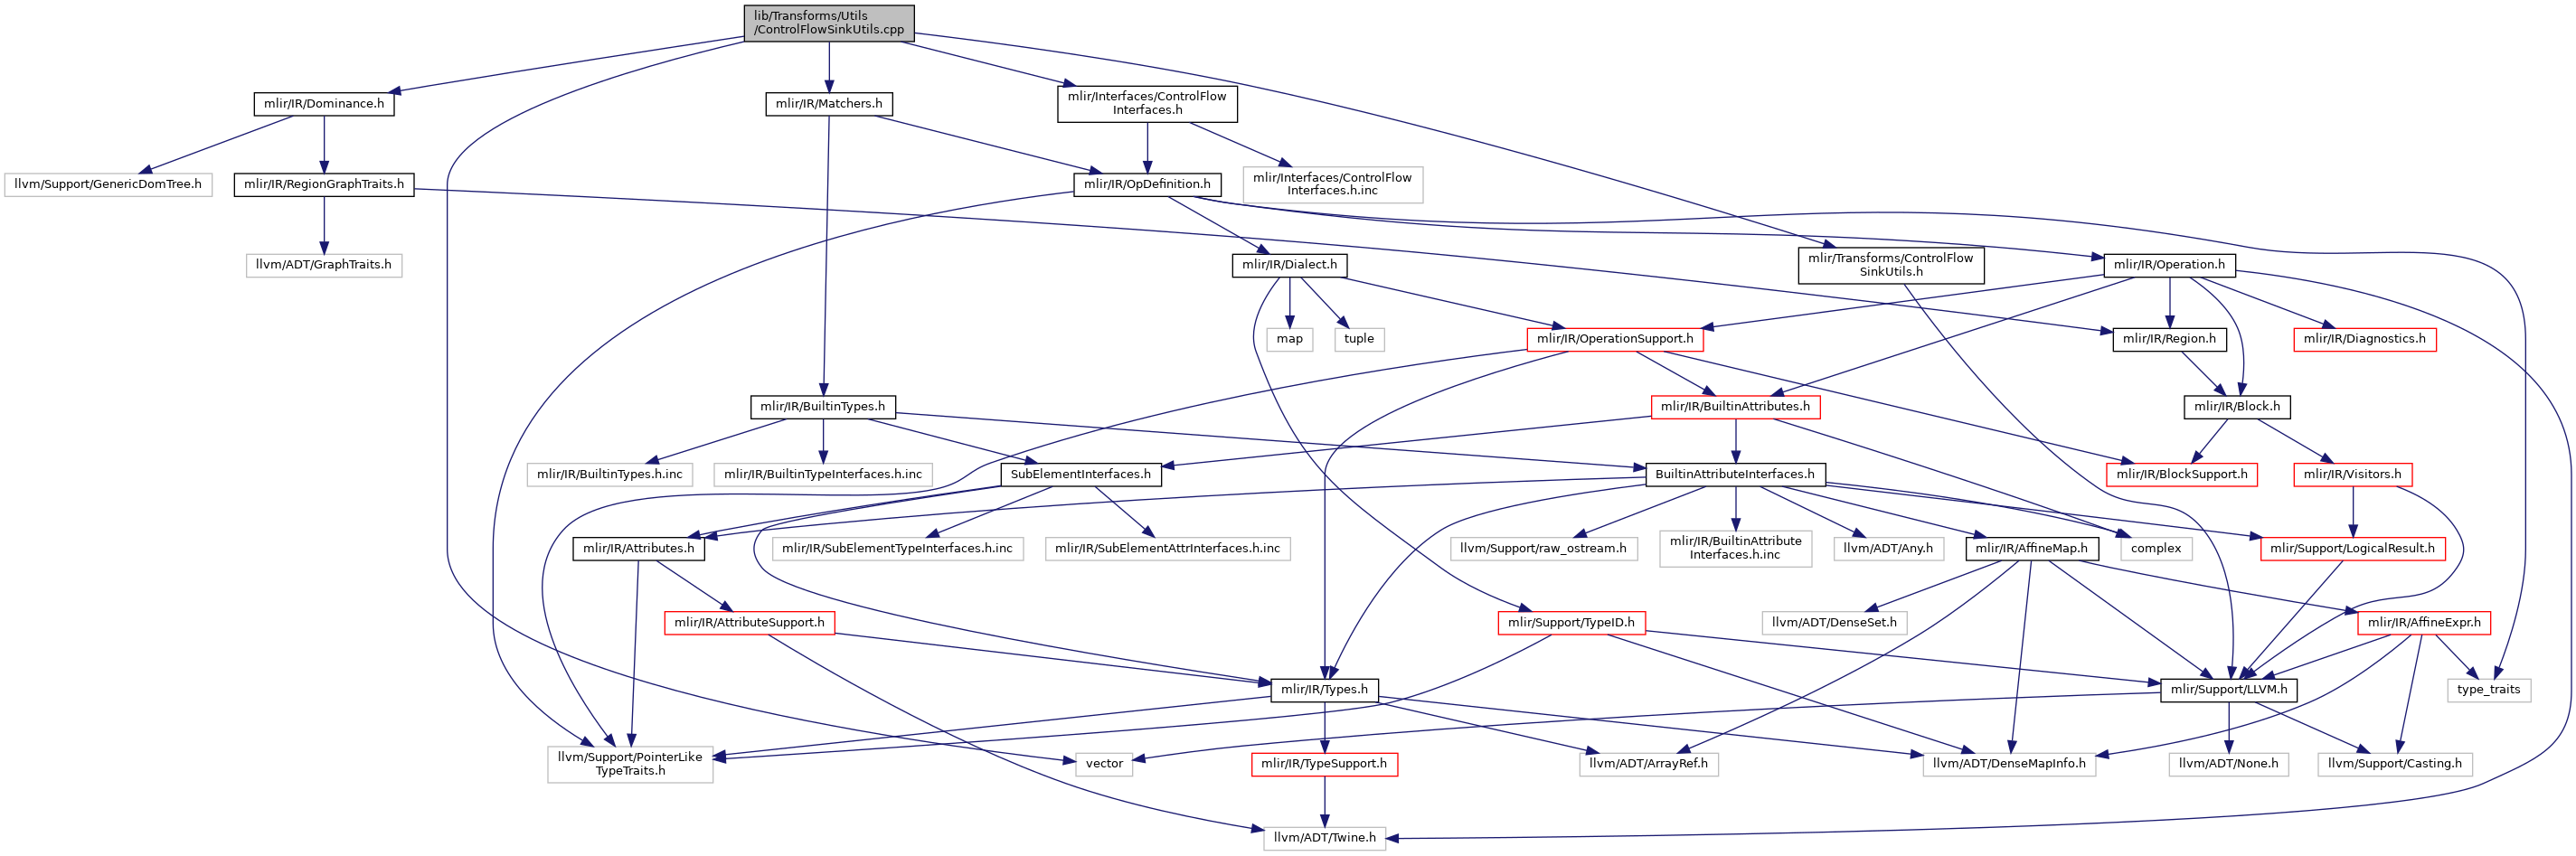 lib/Transforms/Utils
/ControlFlowSinkUtils.cpp
mlir/IR/Dominance.h
mlir/IR/Matchers.h
mlir/Interfaces/ControlFlow
Interfaces.h
llvm/Support/GenericDomTree.h
mlir/IR/RegionGraphTraits.h
mlir/IR/OpDefinition.h
mlir/Interfaces/ControlFlow
Interfaces.h.inc
llvm/ADT/GraphTraits.h
mlir/IR/Dialect.h
mlir/Transforms/ControlFlow
SinkUtils.h
mlir/IR/Operation.h
map
tuple
mlir/IR/OperationSupport.h
mlir/IR/Region.h
mlir/IR/Diagnostics.h
mlir/IR/BuiltinTypes.h
mlir/IR/BuiltinAttributes.h
mlir/IR/Block.h
mlir/IR/BuiltinTypes.h.inc
mlir/IR/BuiltinTypeInterfaces.h.inc
SubElementInterfaces.h
BuiltinAttributeInterfaces.h
mlir/IR/BlockSupport.h
mlir/IR/Visitors.h
mlir/IR/Attributes.h
mlir/IR/SubElementTypeInterfaces.h.inc
mlir/IR/SubElementAttrInterfaces.h.inc
llvm/Support/raw_ostream.h
mlir/IR/BuiltinAttribute
Interfaces.h.inc
llvm/ADT/Any.h
mlir/IR/AffineMap.h
complex
mlir/Support/LogicalResult.h
mlir/IR/AttributeSupport.h
mlir/Support/TypeID.h
llvm/ADT/DenseSet.h
mlir/IR/AffineExpr.h
mlir/IR/Types.h
mlir/Support/LLVM.h
type_traits
llvm/Support/PointerLike
TypeTraits.h
vector
mlir/IR/TypeSupport.h
llvm/ADT/ArrayRef.h
llvm/ADT/DenseMapInfo.h
llvm/ADT/None.h
llvm/Support/Casting.h
llvm/ADT/Twine.h